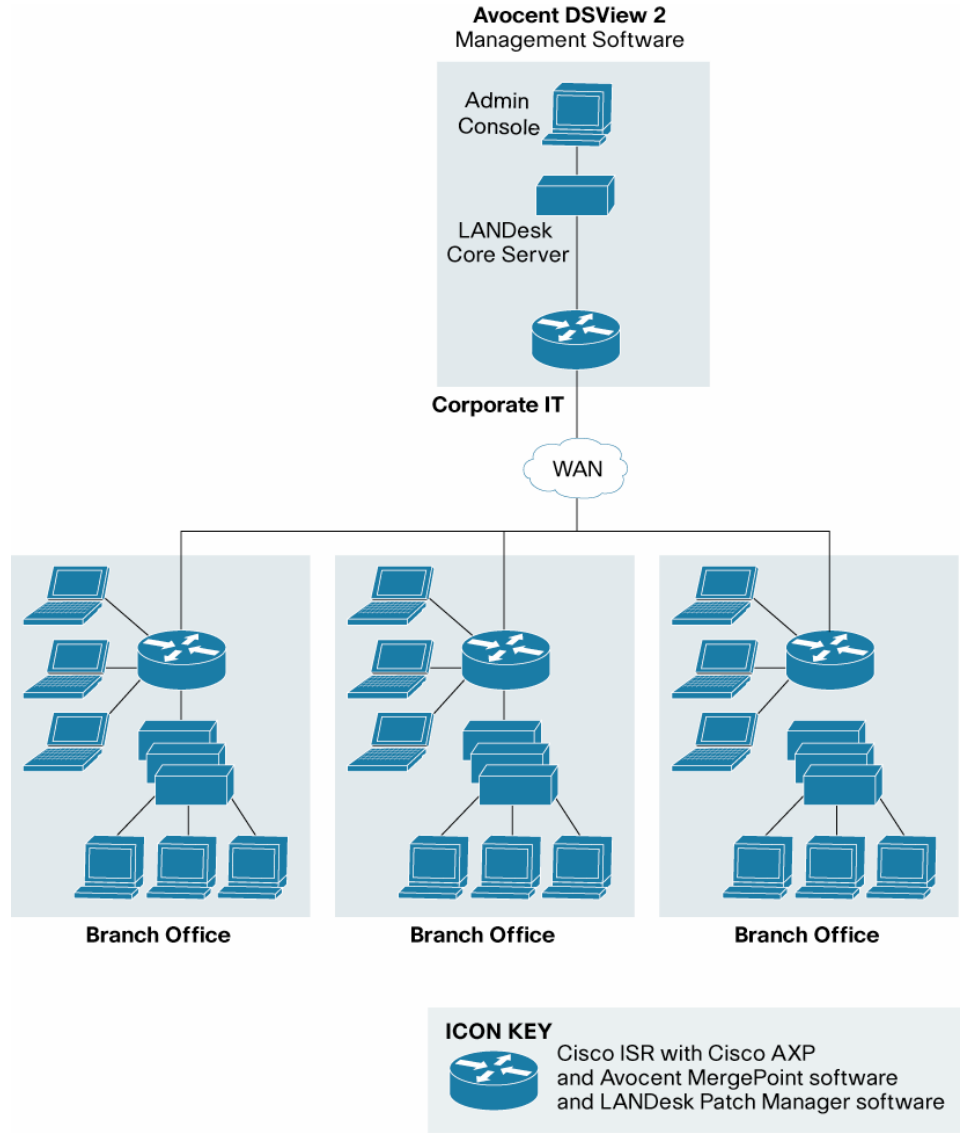 Avocent DSView 2
Management Software
Admin
Console
LANDesk
Core Server
Corporate IT
WAN
Branch Office
Branch Office
Branch Office
ICON KEY
Cisco ISR with Cisco AXP
and Avocent MergePoint software
and LANDesk Patch Manager software